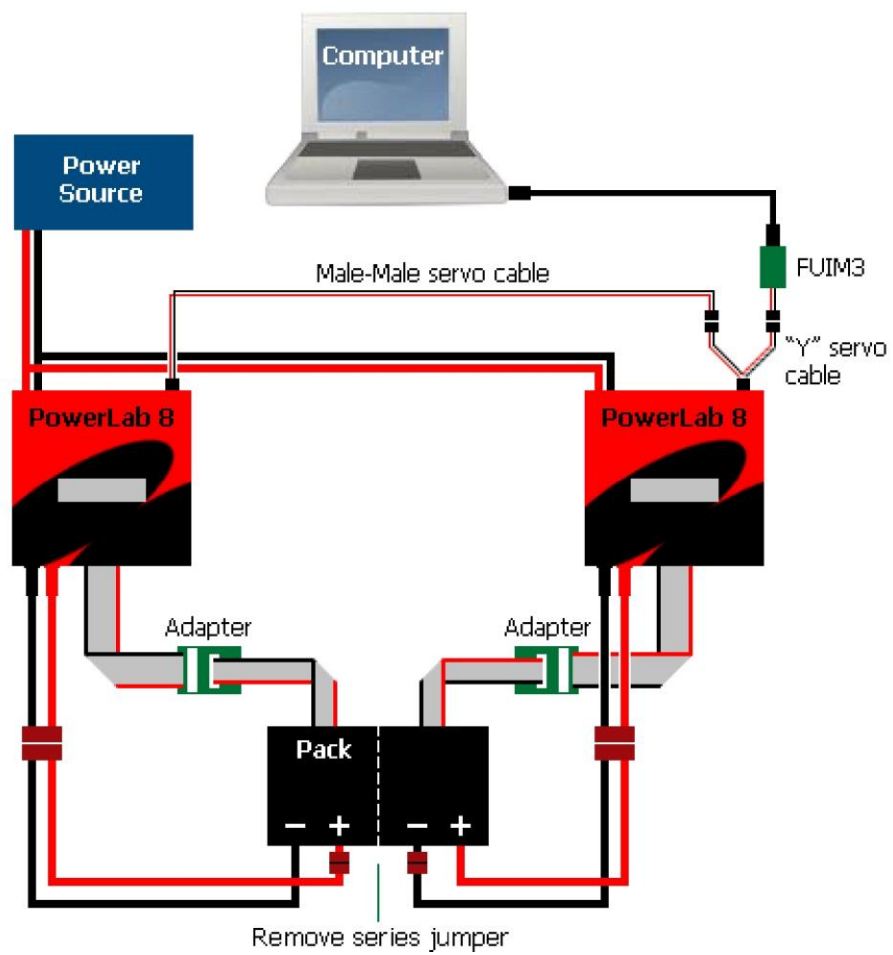 Computer
Power
Source
Male-Male servo cable
FUIM3
"Y" servo
cable
PowerLab 8
PowerLab 8
Adapter
Adapter
Pack
− +
− +
Remove series jumper